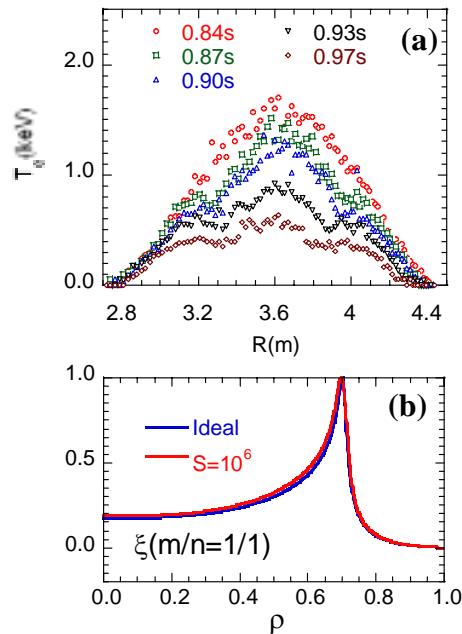 0.84s 0.93s (a)
0.87s 0.97s
0.90s
2.0
1.0
0.0
T_e (keV)
2.8 3.2 3.6 4 4.4
R(m)
1.0 (b)
Ideal
S=10⁶
0.5
0.0
ξ(m/n=1/1)
0.0 0.2 0.4 0.6 0.8 1.0
ρ